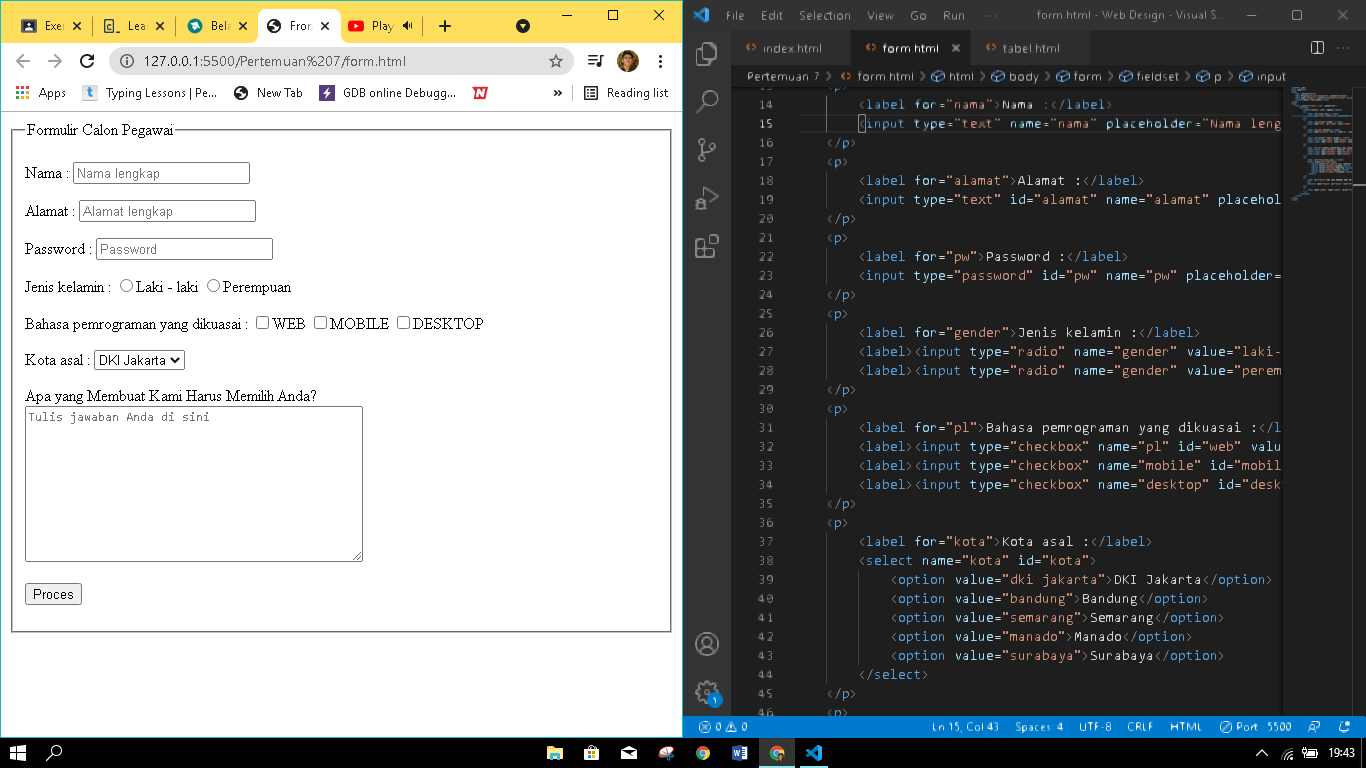 Exer
Lea
Bela
Fron
Play
127.0.0.1:5500/Pertemuan%207/form.html
Apps
Typing Lessons | Pe...
New Tab
GDB online Debugg...
»
Reading list
Formulir Calon Pegawai
Nama : Nama lengkap
Alamat : Alamat lengkap
Password : Password
Jenis kelamin : Laki - laki Perempuan
Bahasa pemrograman yang dikuasai : WEB MOBILE DESKTOP
Kota asal : DKI Jakarta
Apa yang Membuat Kami Harus Memilih Anda?
Tulis jawaban Anda di sini
Proces
File Edit Selection View Go Run ... form.html - Web Design - Visual S...
index.html form.html tabel.html
Pertemuan 7 > form.html > html > body > form > fieldset > p > input
13 <p>
14 <label for="nama">Nama :</label>
15 <input type="text" name="nama" placeholder="Nama leng
16 </p>
17 <p>
18 <label for="alamat">Alamat :</label>
19 <input type="text" id="alamat" name="alamat" placehol
20 </p>
21 <p>
22 <label for="pw">Password :</label>
23 <input type="password" id="pw" name="pw" placeholder=
24 </p>
25 <p>
26 <label for="gender">Jenis kelamin :</label>
27 <label><input type="radio" name="gender" value="laki-
28 <label><input type="radio" name="gender" value="perem
29 </p>
30 <p>
31 <label for="pl">Bahasa pemrograman yang dikuasai :</l
32 <label><input type="checkbox" name="pl" id="web" valu
33 <label><input type="checkbox" name="mobile" id="mobil
34 <label><input type="checkbox" name="desktop" id="desk
35 </p>
36 <p>
37 <label for="kota">Kota asal :</label>
38 <select name="kota" id="kota">
39 <option value="dki jakarta">DKI Jakarta</option>
40 <option value="bandung">Bandung</option>
41 <option value="semarang">Semarang</option>
42 <option value="manado">Manado</option>
43 <option value="surabaya">Surabaya</option>
44 </select>
45 </p>
46 <p>
1
0 0 Ln 15, Col 43 Spaces: 4 UTF-8 CRLF HTML Port : 5500
19:43